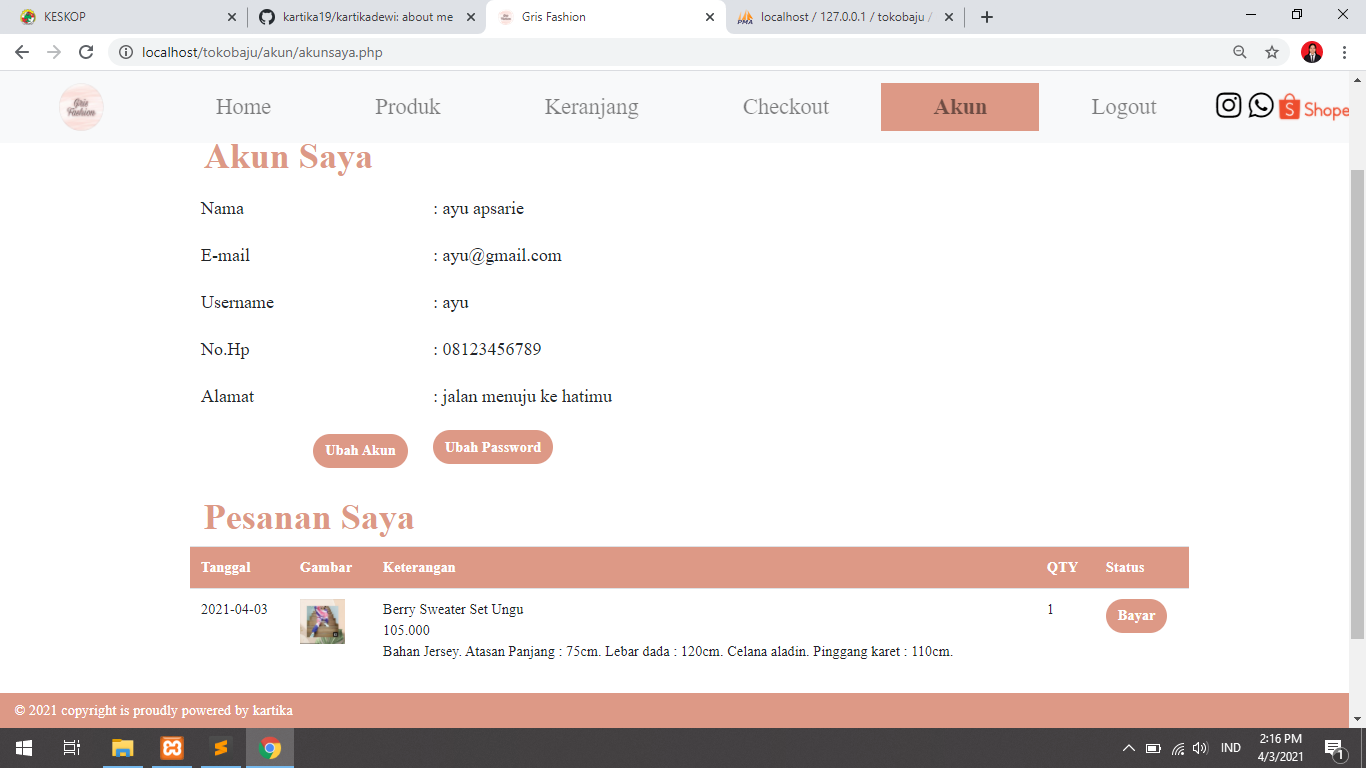 KESKOP
kartika19/kartikadewi: about me
Gris Fashion
localhost / 127.0.0.1 / tokobaju /
localhost/tokobaju/akun/akunsaya.php
Gris Fashion
Home
Produk
Keranjang
Checkout
Akun
Logout
Shope
Akun Saya
Nama : ayu apsarie
E-mail : ayu@gmail.com
Username : ayu
No.Hp : 08123456789
Alamat : jalan menuju ke hatimu
Ubah Akun
Ubah Password
Pesanan Saya
Tanggal Gambar Keterangan QTY Status
2021-04-03 Berry Sweater Set Ungu 1 Bayar
105.000
Bahan Jersey. Atasan Panjang : 75cm. Lebar dada : 120cm. Celana aladin. Pinggang karet : 110cm.
© 2021 copyright is proudly powered by kartika
IND
2:16 PM
4/3/2021
1